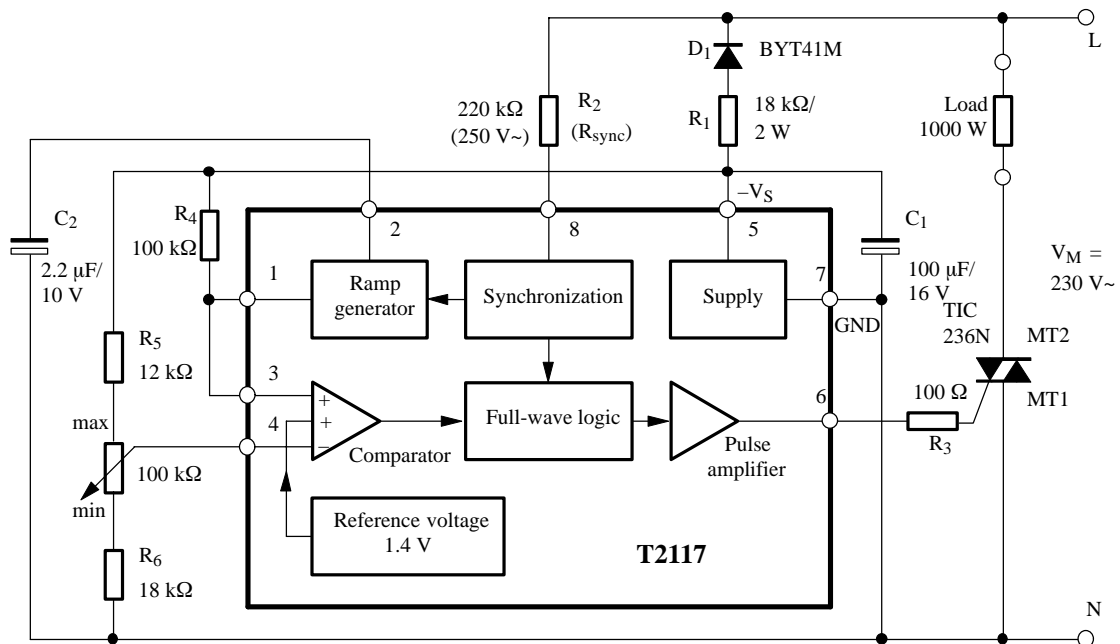 L
D1
BYT41M
220 kΩ
(250 V~)
R2
(Rsync)
R1
18 kΩ/
2 W
Load
1000 W
–VS
C2
2.2 μF/
10 V
R4
100 kΩ
2
8
5
C1
100 μF/
16 V
VM =
230 V~
1
Ramp
generator
Synchronization
Supply
7
GND
TIC
236N
MT2
MT1
R5
12 kΩ
3
+
+
–
4
Comparator
Full-wave logic
Pulse
amplifier
6
100 Ω
R3
max
100 kΩ
min
Reference voltage
1.4 V
T2117
R6
18 kΩ
N